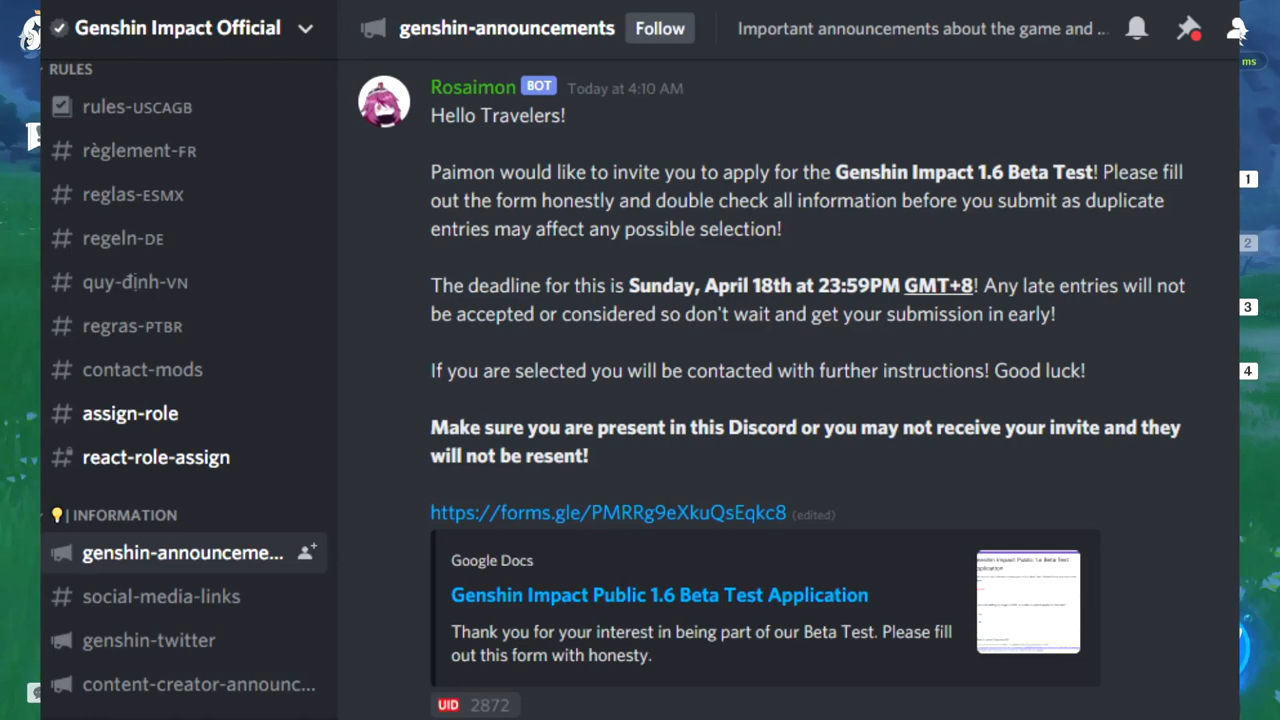 Genshin Impact Official
RULES
rules-USCAGB
règlement-FR
reglas-ESMX
regeln-DE
quy-định-VN
regras-PTBR
contact-mods
assign-role
react-role-assign
| INFORMATION
genshin-announceme...
social-media-links
genshin-twitter
content-creator-announc...
genshin-announcements Follow Important announcements about the game and ...
Rosaimon BOT Today at 4:10 AM
Hello Travelers!
Paimon would like to invite you to apply for the Genshin Impact 1.6 Beta Test! Please fill
out the form honestly and double check all information before you submit as duplicate
entries may affect any possible selection!
The deadline for this is Sunday, April 18th at 23:59PM GMT+8! Any late entries will not
be accepted or considered so don't wait and get your submission in early!
If you are selected you will be contacted with further instructions! Good luck!
Make sure you are present in this Discord or you may not receive your invite and they
will not be resent!
https://forms.gle/PMRRg9eXkuQsEqkc8 (edited)
Google Docs
Genshin Impact Public 1.6 Beta Test Application
Thank you for your interest in being part of our Beta Test. Please fill
out this form with honesty.
UID 2872
ms
1
2
3
4